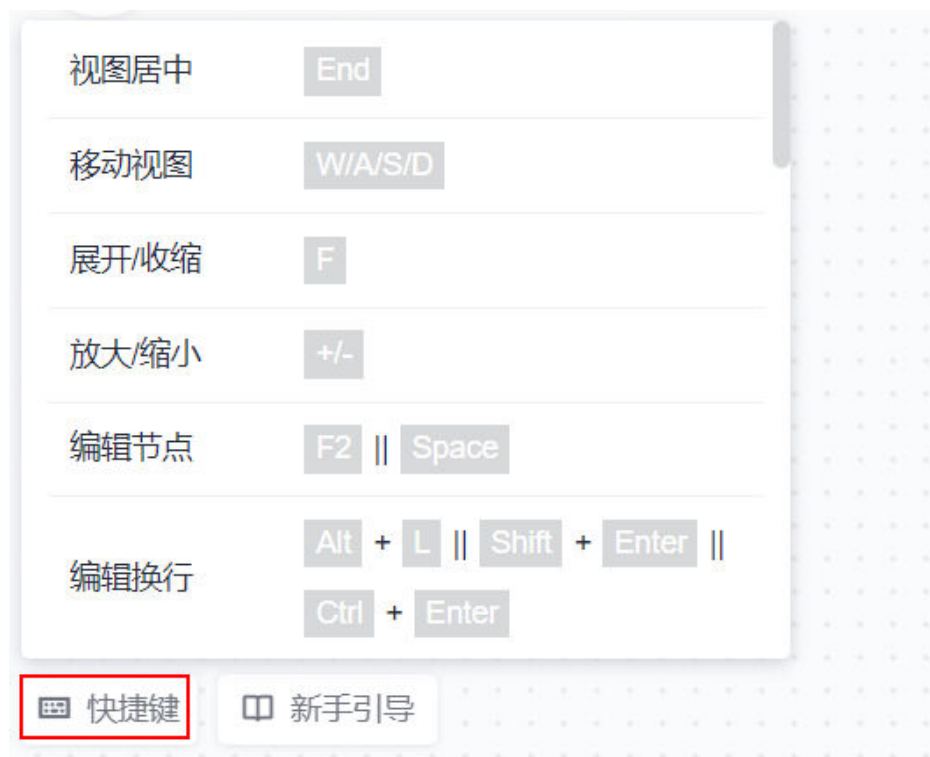 视图居中 End
移动视图 W/A/S/D
展开/收缩 F
放大/缩小 +/-
编辑节点 F2 || Space
编辑换行 Alt + L || Shift + Enter ||
Ctrl + Enter
快捷键 新手引导